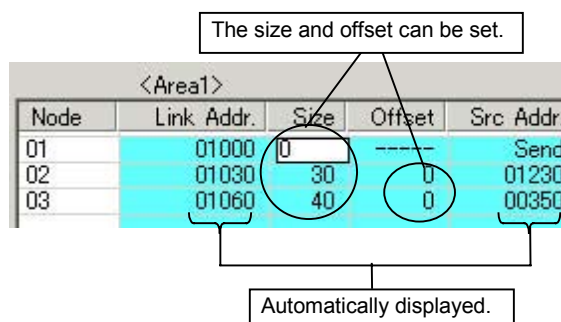 The size and offset can be set.
<Area1>
Node Link Addr. Size Offset Src Addr.
01 01000 0 ----- Send
02 01030 30 0 01230
03 01060 40 0 00350
Automatically displayed.